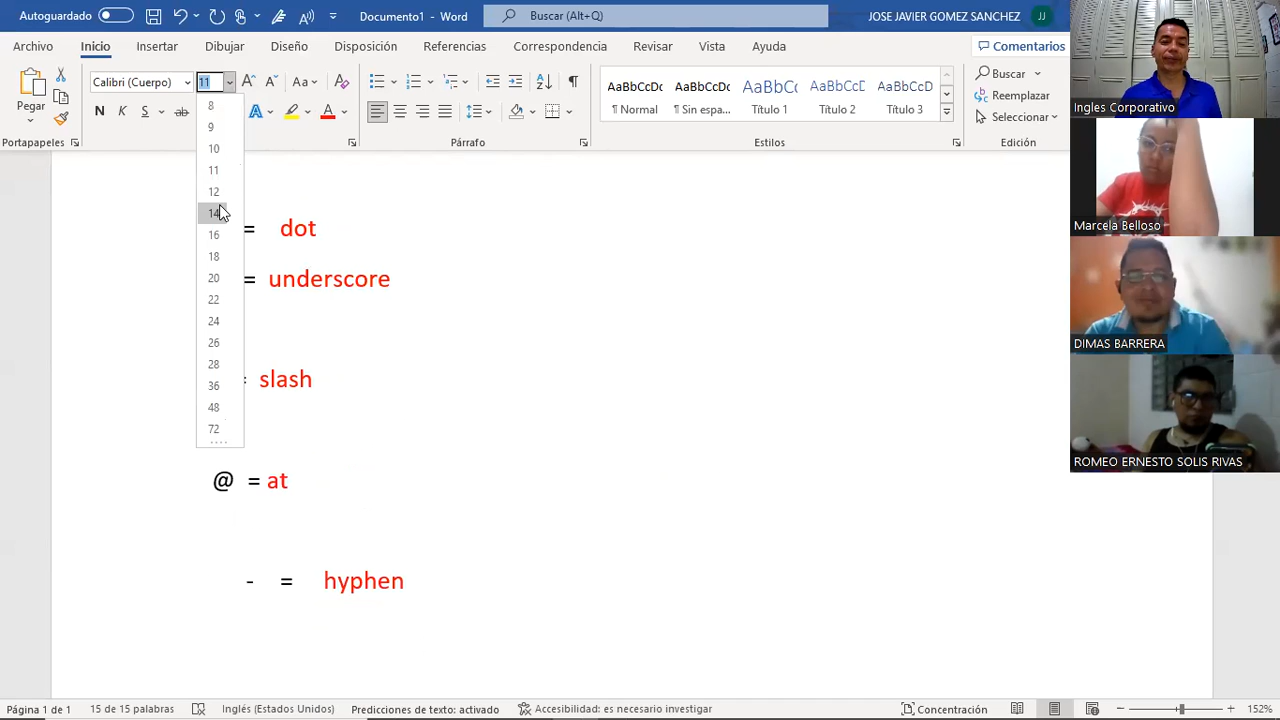 Autoguardado
Documento1 - Word
Buscar (Alt+Q)
JOSE JAVIER GOMEZ SANCHEZ
JJ
Archivo Inicio Insertar Dibujar Diseño Disposición Referencias Correspondencia Revisar Vista Ayuda
Comentarios
Pegar
Calibri (Cuerpo)
11
N K S ab
Aa
A
Portapapeles
Párrafo
AaBbCcDc AaBbCcDc AaBbCc AaBbCcC AaBbCcD
¶ Normal ¶ Sin espa... Título 1 Título 2 Título 3
Estilos
Buscar
Reemplazar
Seleccionar
Edición
8
9
10
11
12
14
16
18
20
22
24
26
28
36
48
72
= dot
= underscore
= slash
@ = at
- = hyphen
Ingles Corporativo
Marcela Belloso
DIMAS BARRERA
ROMEO ERNESTO SOLIS RIVAS
Página 1 de 1 15 de 15 palabras Inglés (Estados Unidos) Predicciones de texto: activado Accesibilidad: es necesario investigar Concentración 152%